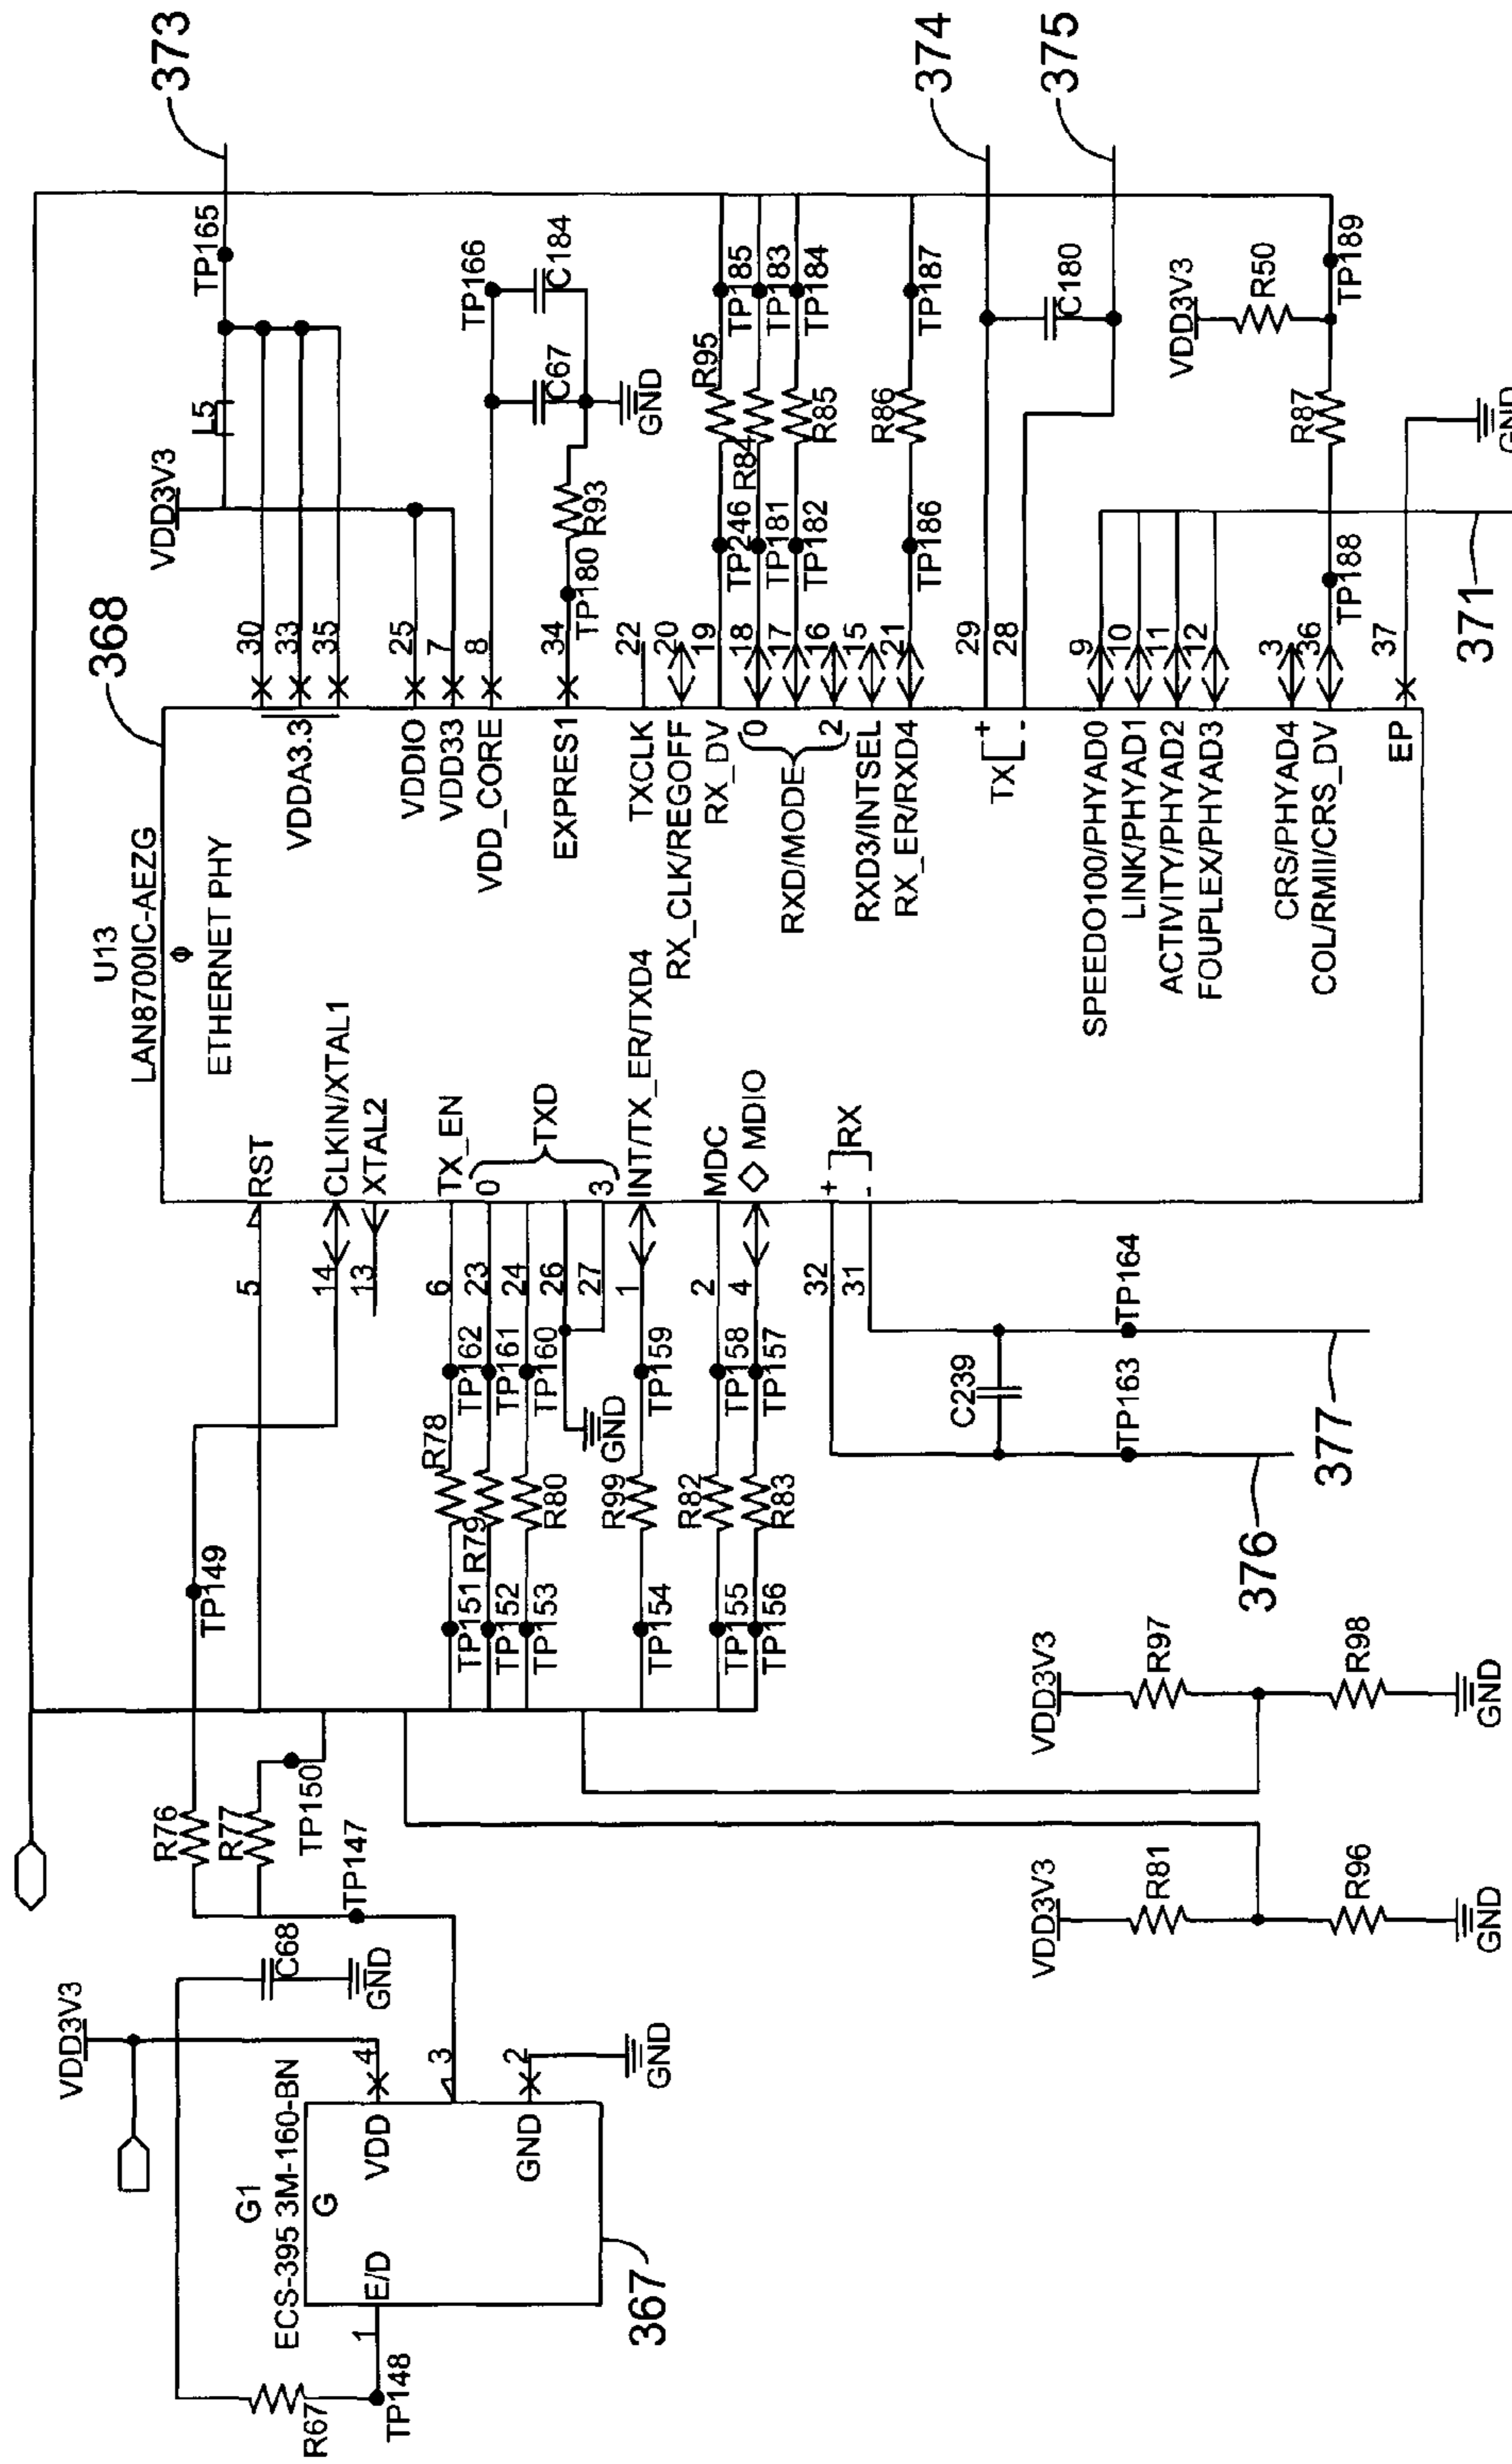 VDD3V3
G1
ECS-395 3M-160-BN
G
E/D
VDD
GND
1
4
3
2
R67
TP148
367
GND
C68
GND
TP147
R76
R77
TP150
TP149
VDD3V3
R81
R96
GND
VDD3V3
R97
R98
GND
TP151
TP152
TP153
TP154
TP155
TP156
R78
R79
R80
R99
R82
R83
GND
TP162
TP161
TP160
TP159
TP158
TP157
5
14
13
6
23
24
26
27
1
2
4
32
31
C239
TP163
TP164
376
377
U13
LAN8700IC-AEZG
Φ
ETHERNET PHY
368
RST
CLKIN/XTAL1
XTAL2
TX_EN
0
TXD
3
INT/TX_ER/TXD4
MDC
MDIO
+
RX
-
VDDA3.3
VDDIO
VDD33
VDD_CORE
EXPRES1
TXCLK
RX_CLK/REGOFF
RX_DV
0
RXD/MODE
2
RXD3/INTSEL
RX_ER/RXD4
+
TX
-
SPEEDO100/PHYAD0
LINK/PHYAD1
ACTIVITY/PHYAD2
FOUPLEX/PHYAD3
CRS/PHYAD4
COL/RMII/CRS_DV
EP
30
33
35
25
7
8
34
22
20
19
18
17
16
15
21
29
28
9
10
11
12
3
36
37
VDD3V3
L5
TP165
373
TP166
C67
C184
TP180
R93
GND
TP246
TP181
TP182
R95
R84
R85
TP185
TP183
TP184
TP186
R86
TP187
374
C180
375
VDD3V3
R50
TP188
R87
TP189
GND
371